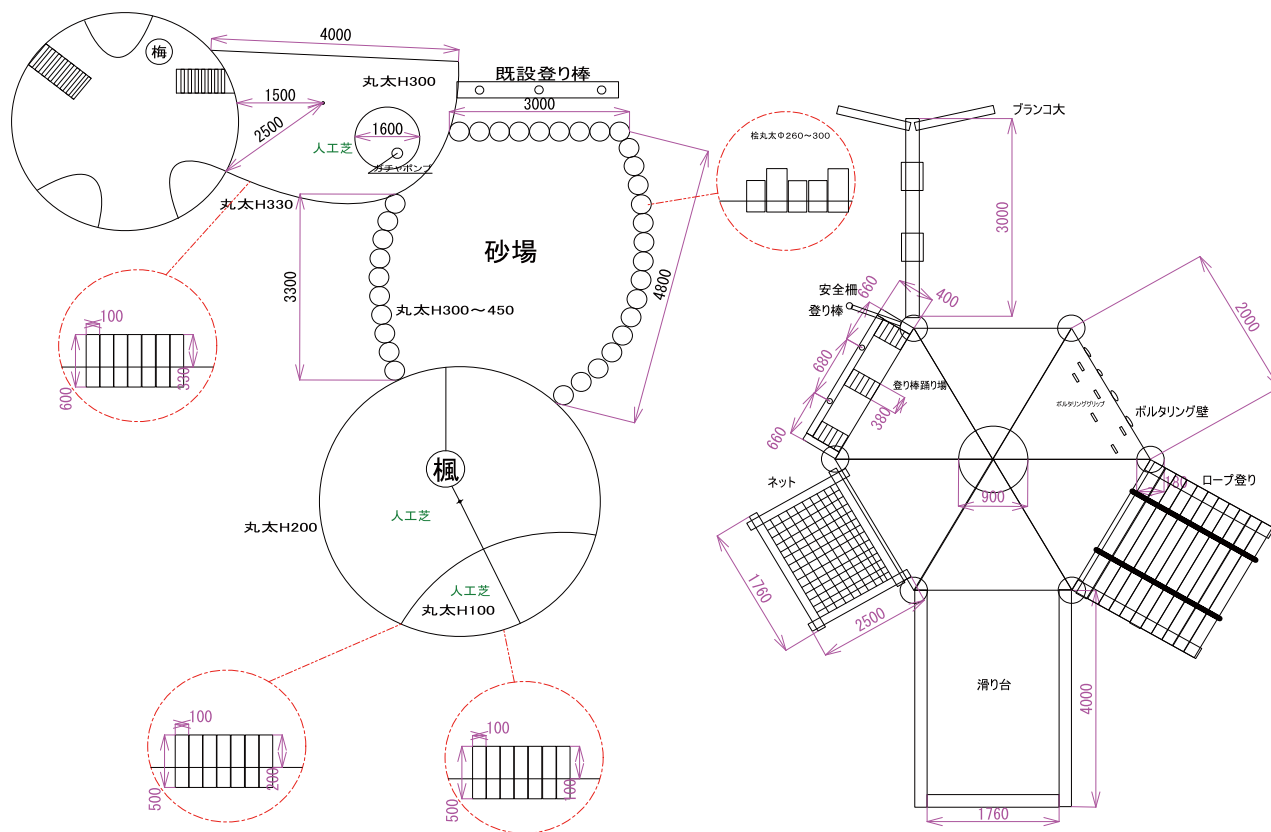 4000
梅
丸太H300
既設登り棒
3000
1500
2500
1600
人工芝
ガチャポンプ
丸太H330
砂場
3300
4800
丸太H300～450
桧丸太Φ260～300
100
600
330
楓
人工芝
丸太H200
人工芝
丸太H100
100
500
200
100
500
100
ブランコ大
3000
安全柵
登り棒
660
400
2000
680
登り棒踊り場
380
660
ボルタリンググリップ
ボルタリング壁
ネット
900
180
ロープ登り
1760
2500
滑り台
4000
1760